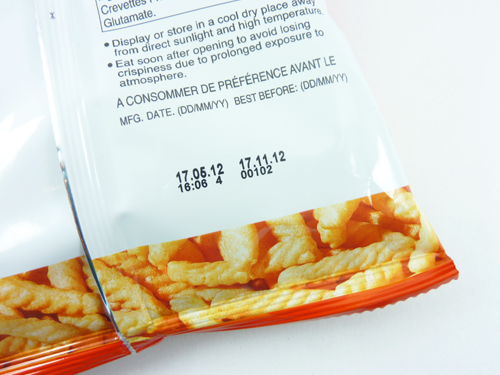 Crevettes
Glutamate.
• Display or store in a cool dry place away
from direct sunlight and high temperature.
• Eat soon after opening to avoid losing
crispiness due to prolonged exposure to
atmosphere.
A CONSOMMER DE PRÉFÉRENCE AVANT LE
MFG. DATE. (DD/MM/YY) BEST BEFORE: (DD/MM/YY)
17.05.12 17.11.12
16:06 4 00102